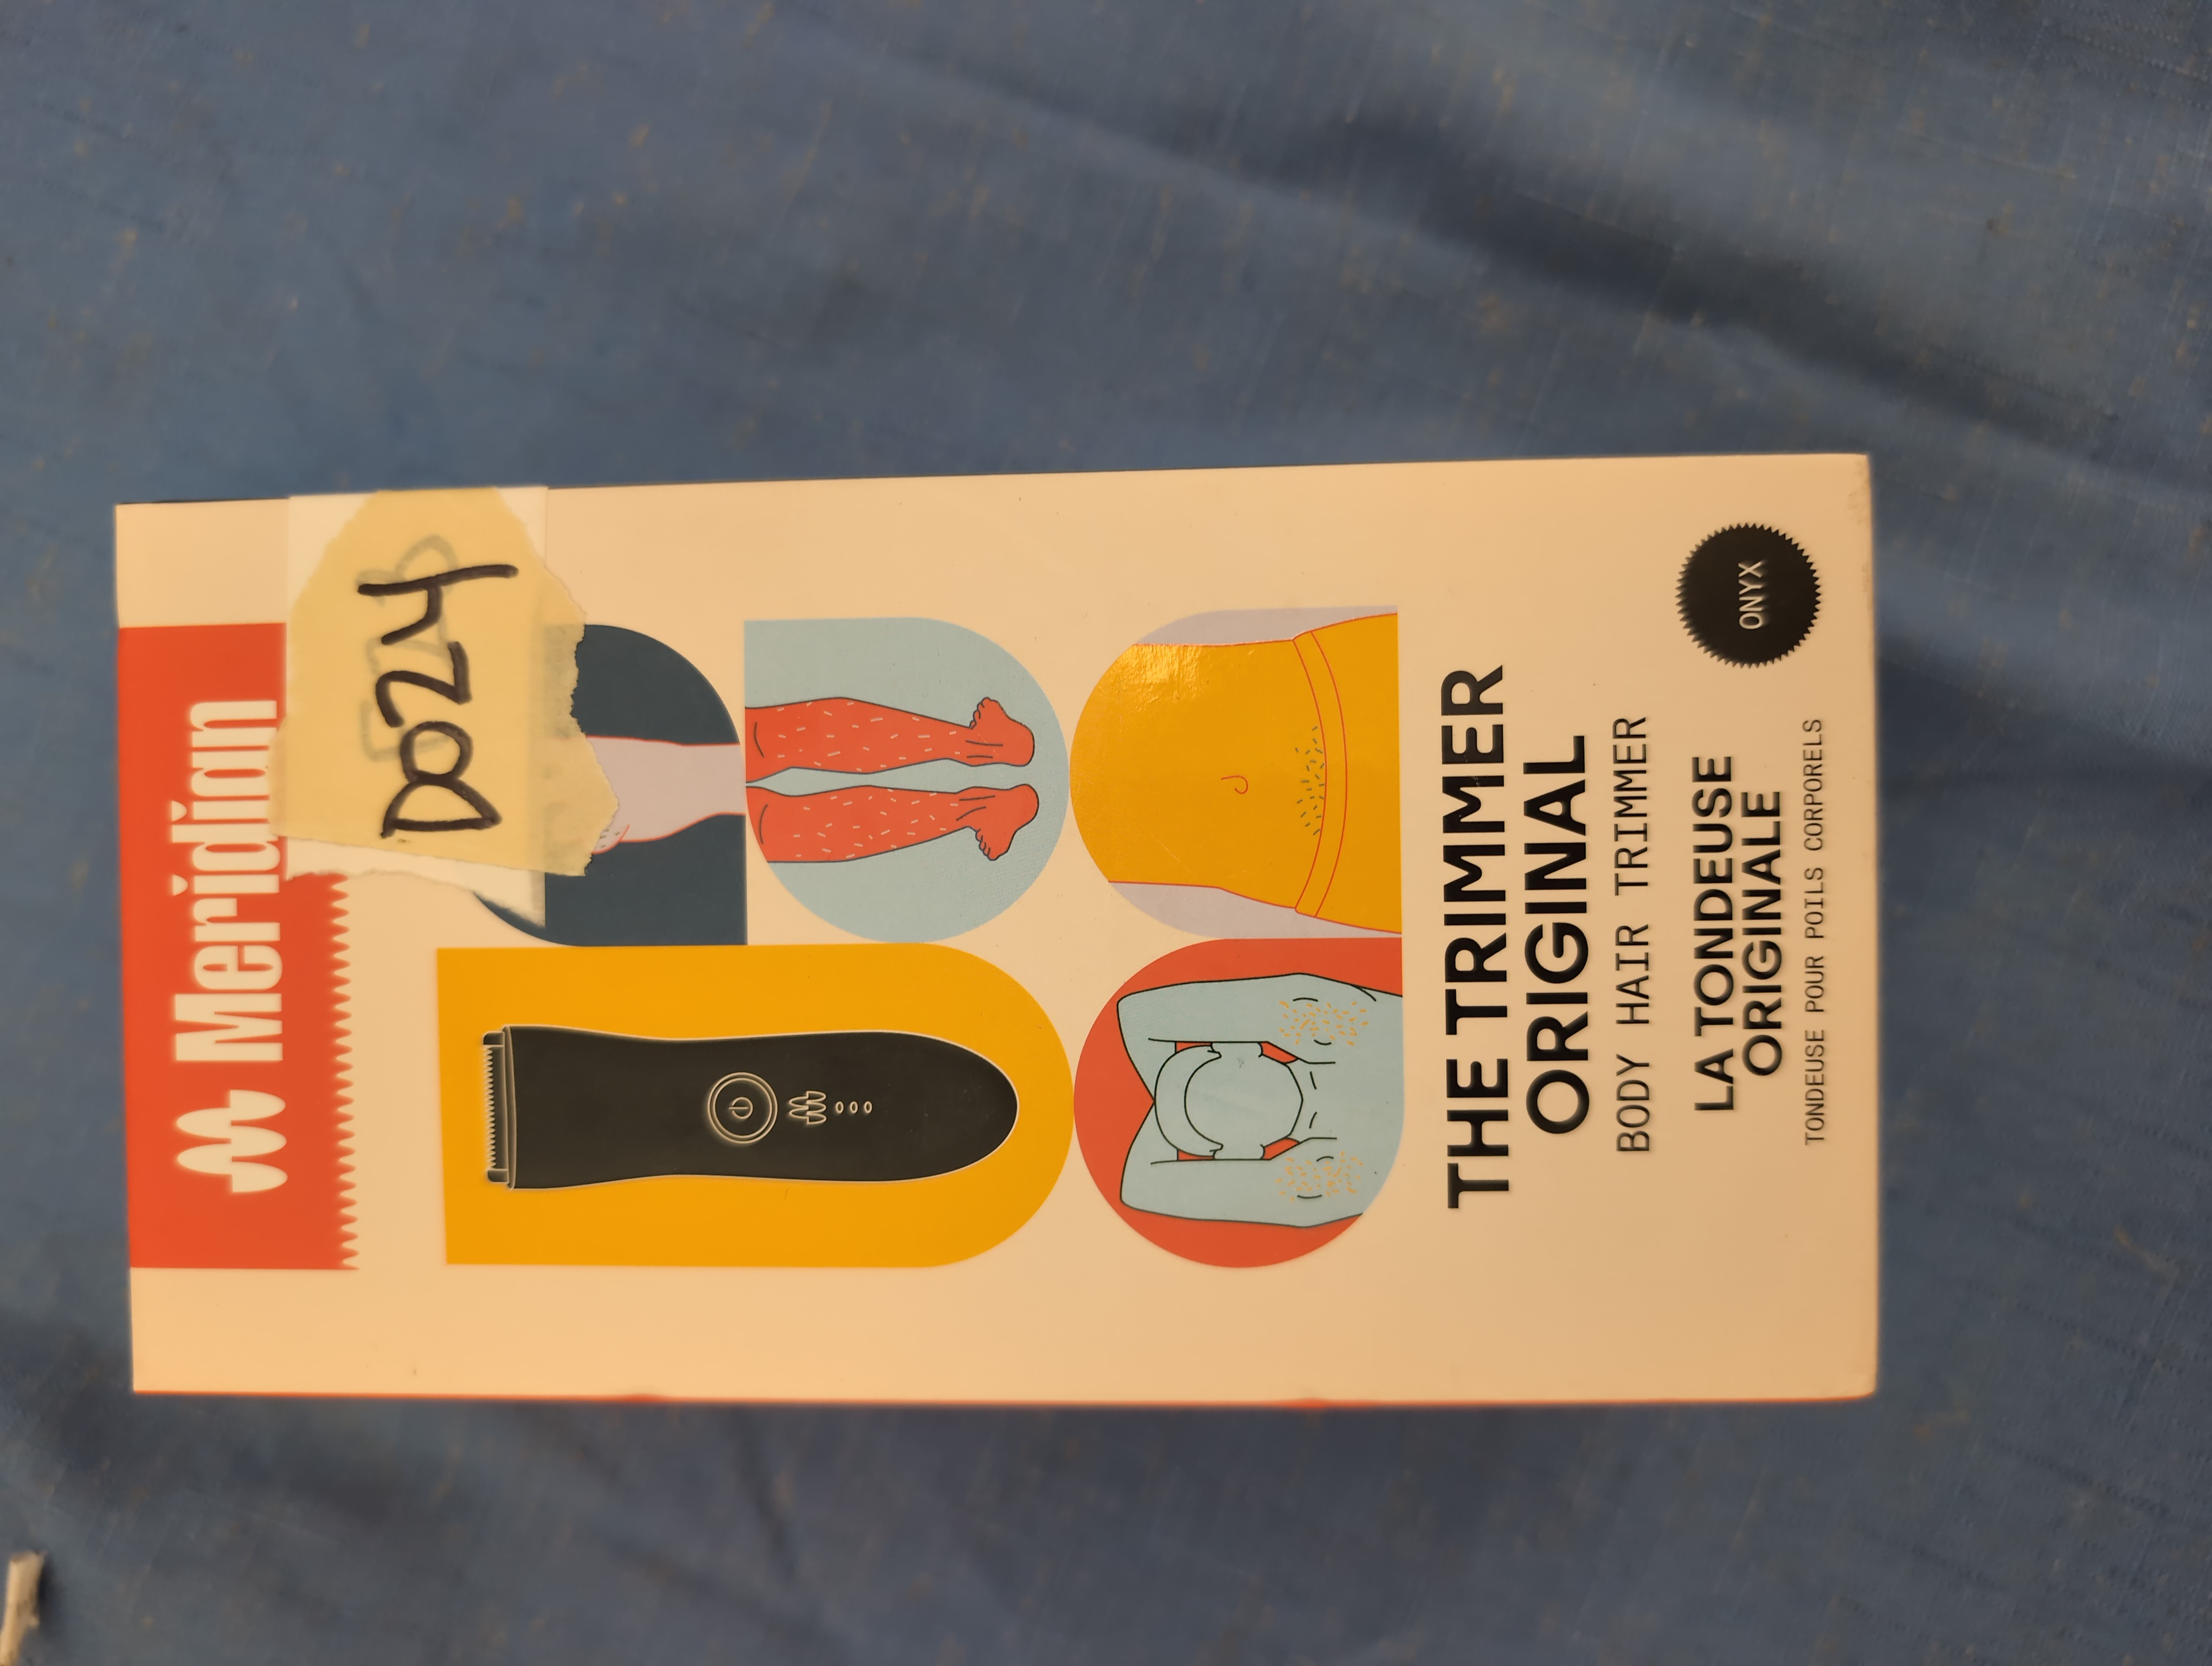 Meridian
D024
THE TRIMMER
ORIGINAL
BODY HAIR TRIMMER
LA TONDEUSE
ORIGINALE
TONDEUSE POUR POILS CORPORELS
ONYX